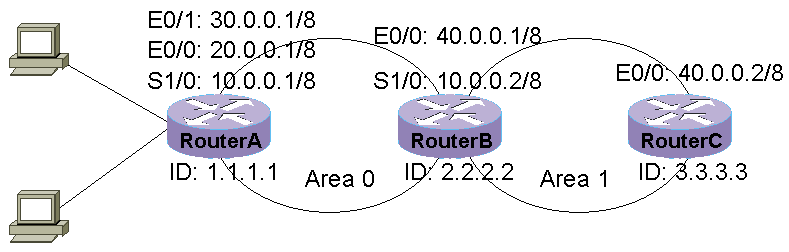 E0/1: 30.0.0.1/8
E0/0: 20.0.0.1/8
S1/0: 10.0.0.1/8
RouterA
ID: 1.1.1.1
Area 0
E0/0: 40.0.0.1/8
S1/0: 10.0.0.2/8
RouterB
ID: 2.2.2.2
Area 1
E0/0: 40.0.0.2/8
RouterC
ID: 3.3.3.3